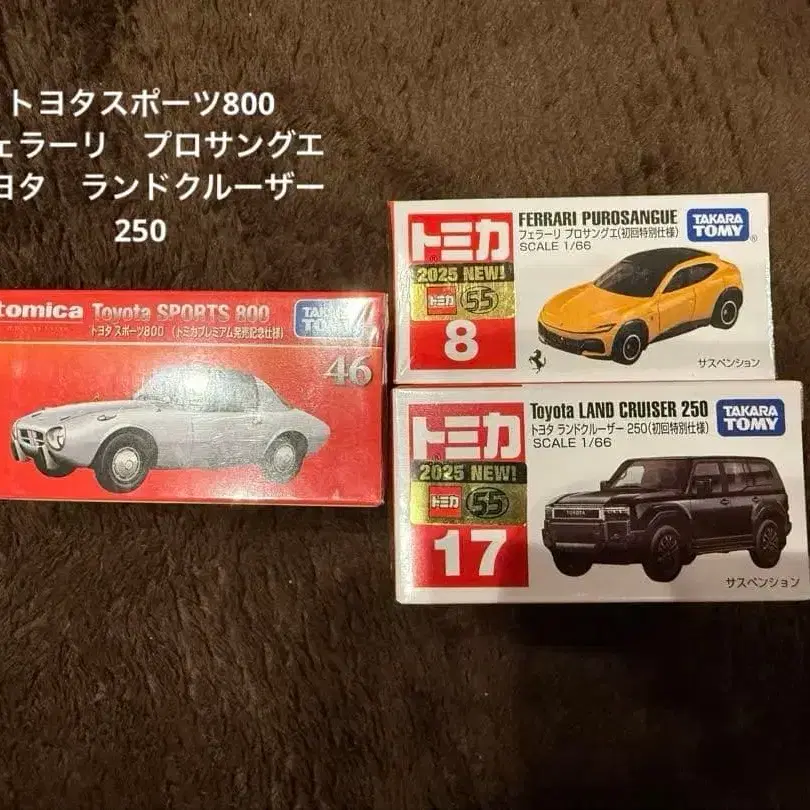 トヨタスポーツ800
ェラーリ　プロサングエ
ヨタ　ランドクルーザー
250
tomica Toyota SPORTS 800
トヨタ スポーツ800 （トミカプレミアム発売記念仕様）
TAKARA TOMY
46
トミカ
FERRARI PUROSANGUE
フェラーリ プロサングエ(初回特別仕様)
SCALE 1/66
TAKARA TOMY
2025 NEW!
トミカ 55
8
サスペンション
トミカ
Toyota LAND CRUISER 250
トヨタ ランドクルーザー 250(初回特別仕様)
SCALE 1/66
TAKARA TOMY
2025 NEW!
トミカ 55
17
TOYOTA
サスペンション